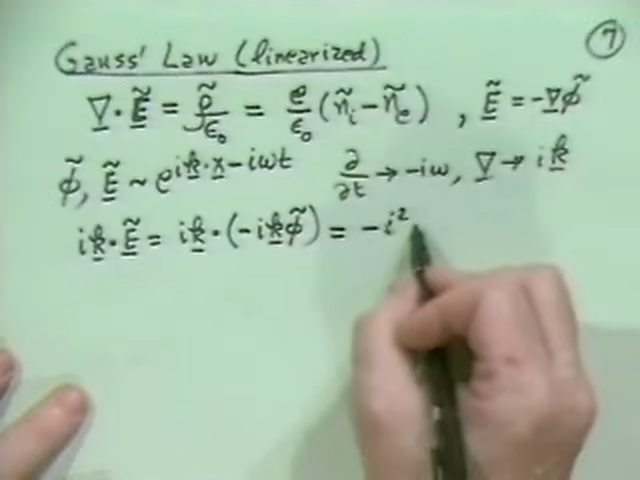 ⑦
Gauss' Law (linearized)
∇·Ẽ = ρ̃/ε₀ = e/ε₀ (ñᵢ − ñₑ) , Ẽ = −∇φ̃
φ̃, Ẽ ~ e^{ik·x−iωt}   ∂/∂t → −iω, ∇ → ik
ik·Ẽ = ik·(−ikφ̃) = −i²